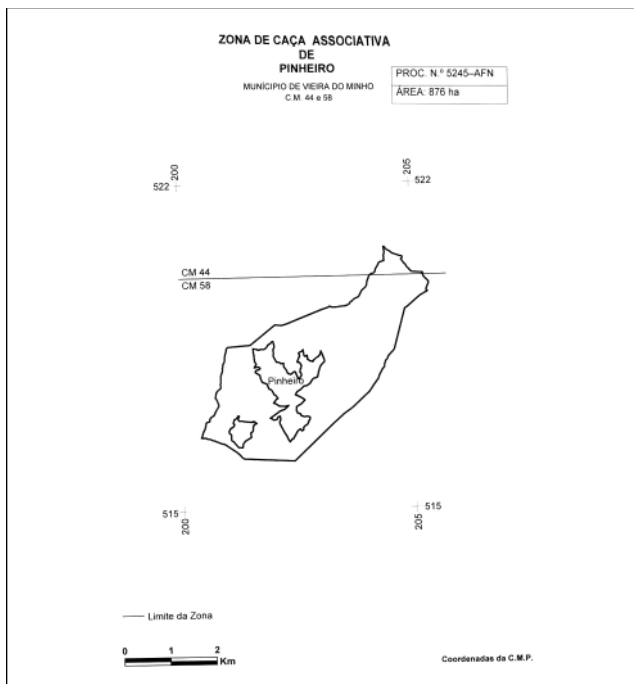 ZONA DE CAÇA ASSOCIATIVA
DE
PINHEIRO
MUNÍCIPIO DE VIEIRA DO MINHO
C.M. 44 e 58
PROC. N.º 5245–AFN
ÁREA: 876 ha
200
522
205
522
CM 44
CM 58
Pinheiro
515
200
515
205
Limite da Zona
0 1 2
Km
Coordenadas da C.M.P.